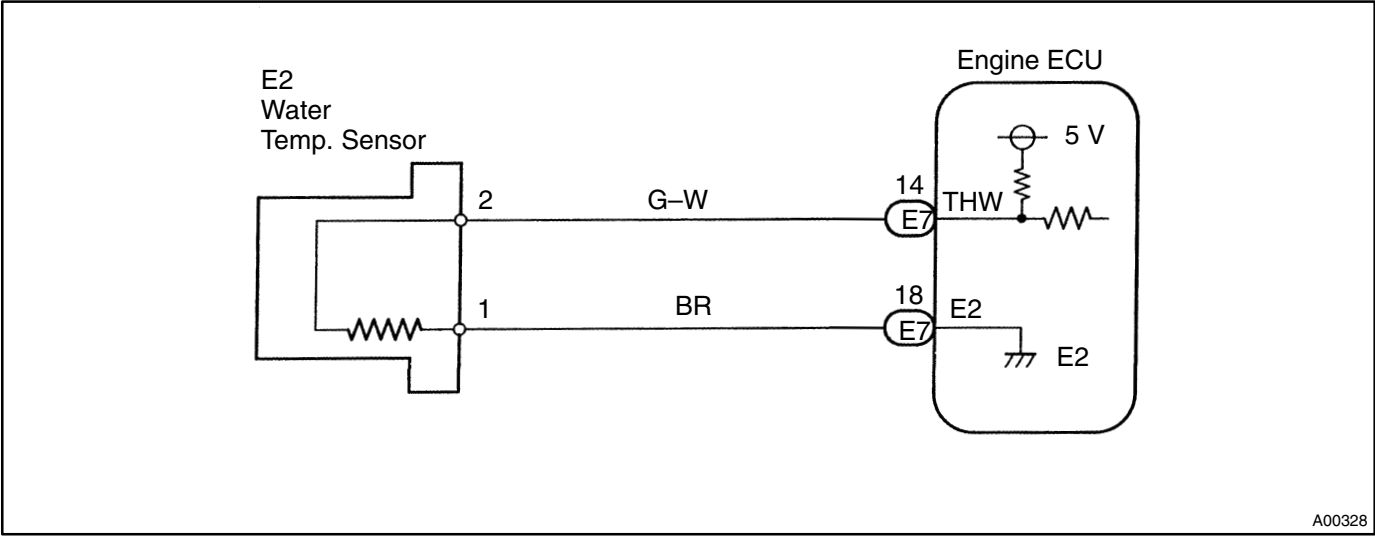 Engine ECU
E2
Water
Temp. Sensor
5 V
2
G–W
14
E7
THW
1
BR
18
E7
E2
E2
A00328